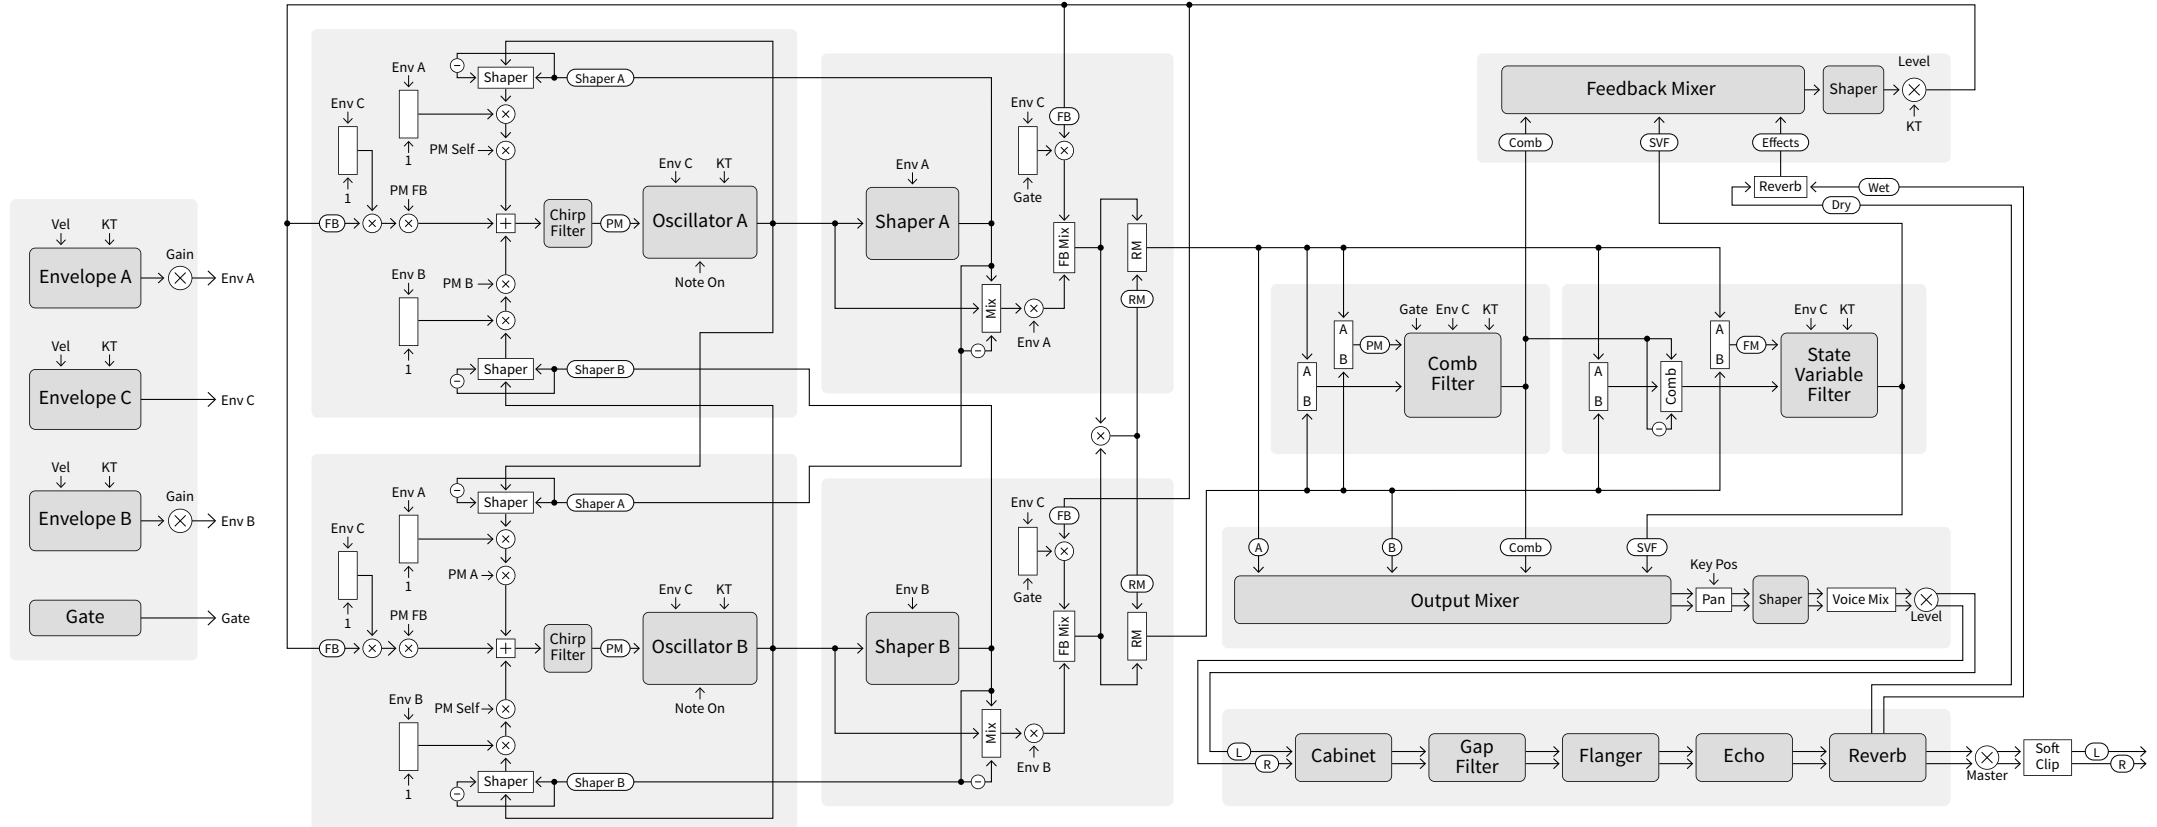 Vel KT
Envelope A
Gain
Env A
Vel KT
Envelope C
Env C
Vel KT
Envelope B
Gain
Env B
Gate
Gate
Env A
Shaper
Shaper A
Env C
1
PM Self
1
PM FB
FB
Chirp
Filter
PM
Env C KT
Oscillator A
Note On
Env B
PM B
1
Shaper
Shaper B
Env A
Shaper A
Env C
FB
Gate
FB Mix
RM
RM
Mix
Env A
Env A
Shaper
Shaper A
Env C
1
PM A
1
PM FB
FB
Chirp
Filter
PM
Env C KT
Oscillator B
Note On
Env B
PM Self
1
Shaper
Shaper B
Env B
Shaper B
Env C
FB
Gate
FB Mix
RM
RM
Mix
Env B
Feedback Mixer
Shaper
Level
KT
Comb
SVF
Effects
Reverb
Wet
Dry
A
B
A
B
PM
Gate Env C KT
Comb
Filter
A
B
Comb
A
B
FM
Env C KT
State
Variable
Filter
A
B
Comb
SVF
Output Mixer
Key Pos
Pan
Shaper
Voice Mix
Level
L
R
Cabinet
Gap
Filter
Flanger
Echo
Reverb
Master
Soft
Clip
L
R